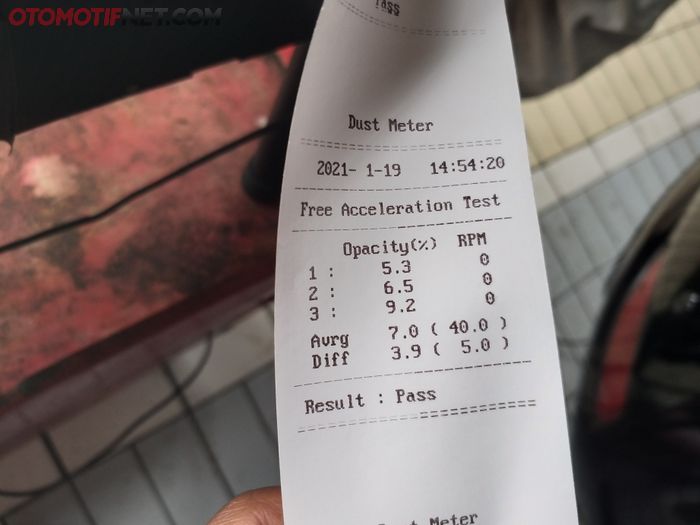 OTOMOTIFNET.COM
Pass
Dust Meter
2021- 1-19 14:54:20
Free Acceleration Test
Opacity(%) RPM
1 : 5.3 0
2 : 6.5 0
3 : 9.2 0
Avrg 7.0 ( 40.0 )
Diff 3.9 ( 5.0 )
Result : Pass
Dust Meter